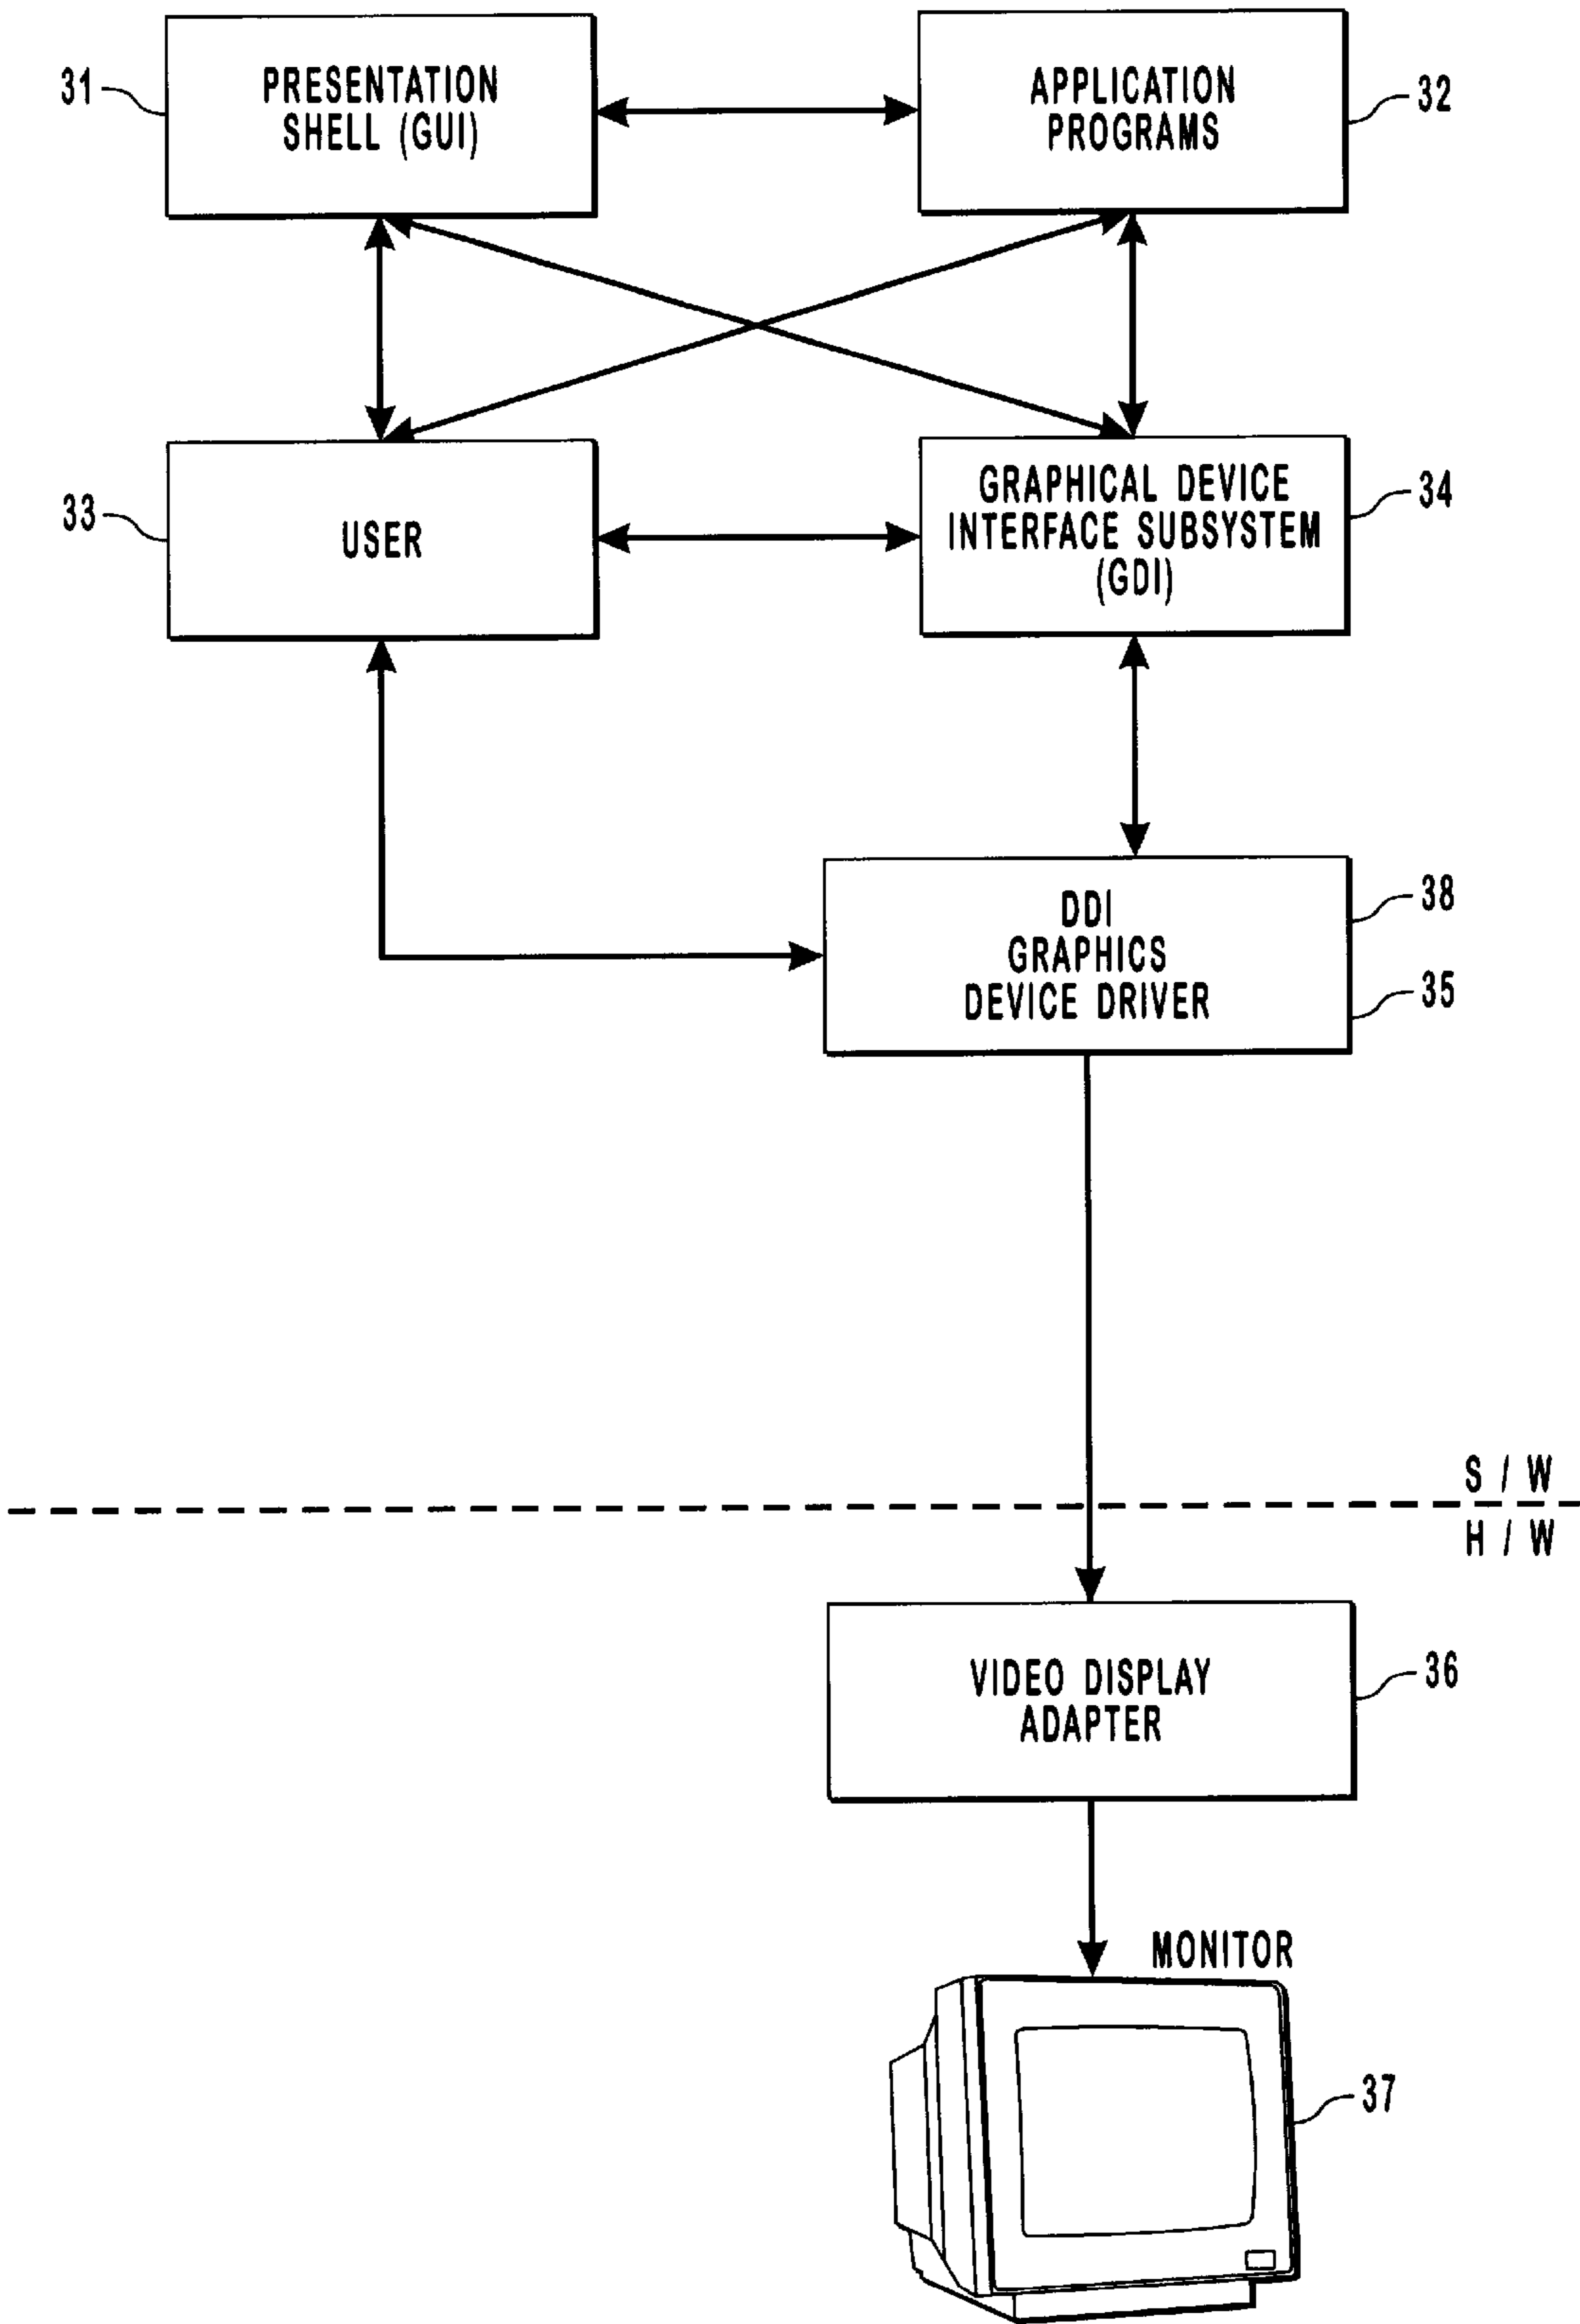 31
PRESENTATION
SHELL (GUI)
APPLICATION
PROGRAMS
32
33
USER
GRAPHICAL DEVICE
INTERFACE SUBSYSTEM
(GDI)
34
DDI
GRAPHICS
DEVICE DRIVER
38
35
S / W
H / W
VIDEO DISPLAY
ADAPTER
36
MONITOR
37